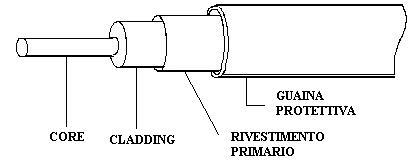 GUAINA
PROTETTIVA
CORE
CLADDING
RIVESTIMENTO
PRIMARIO